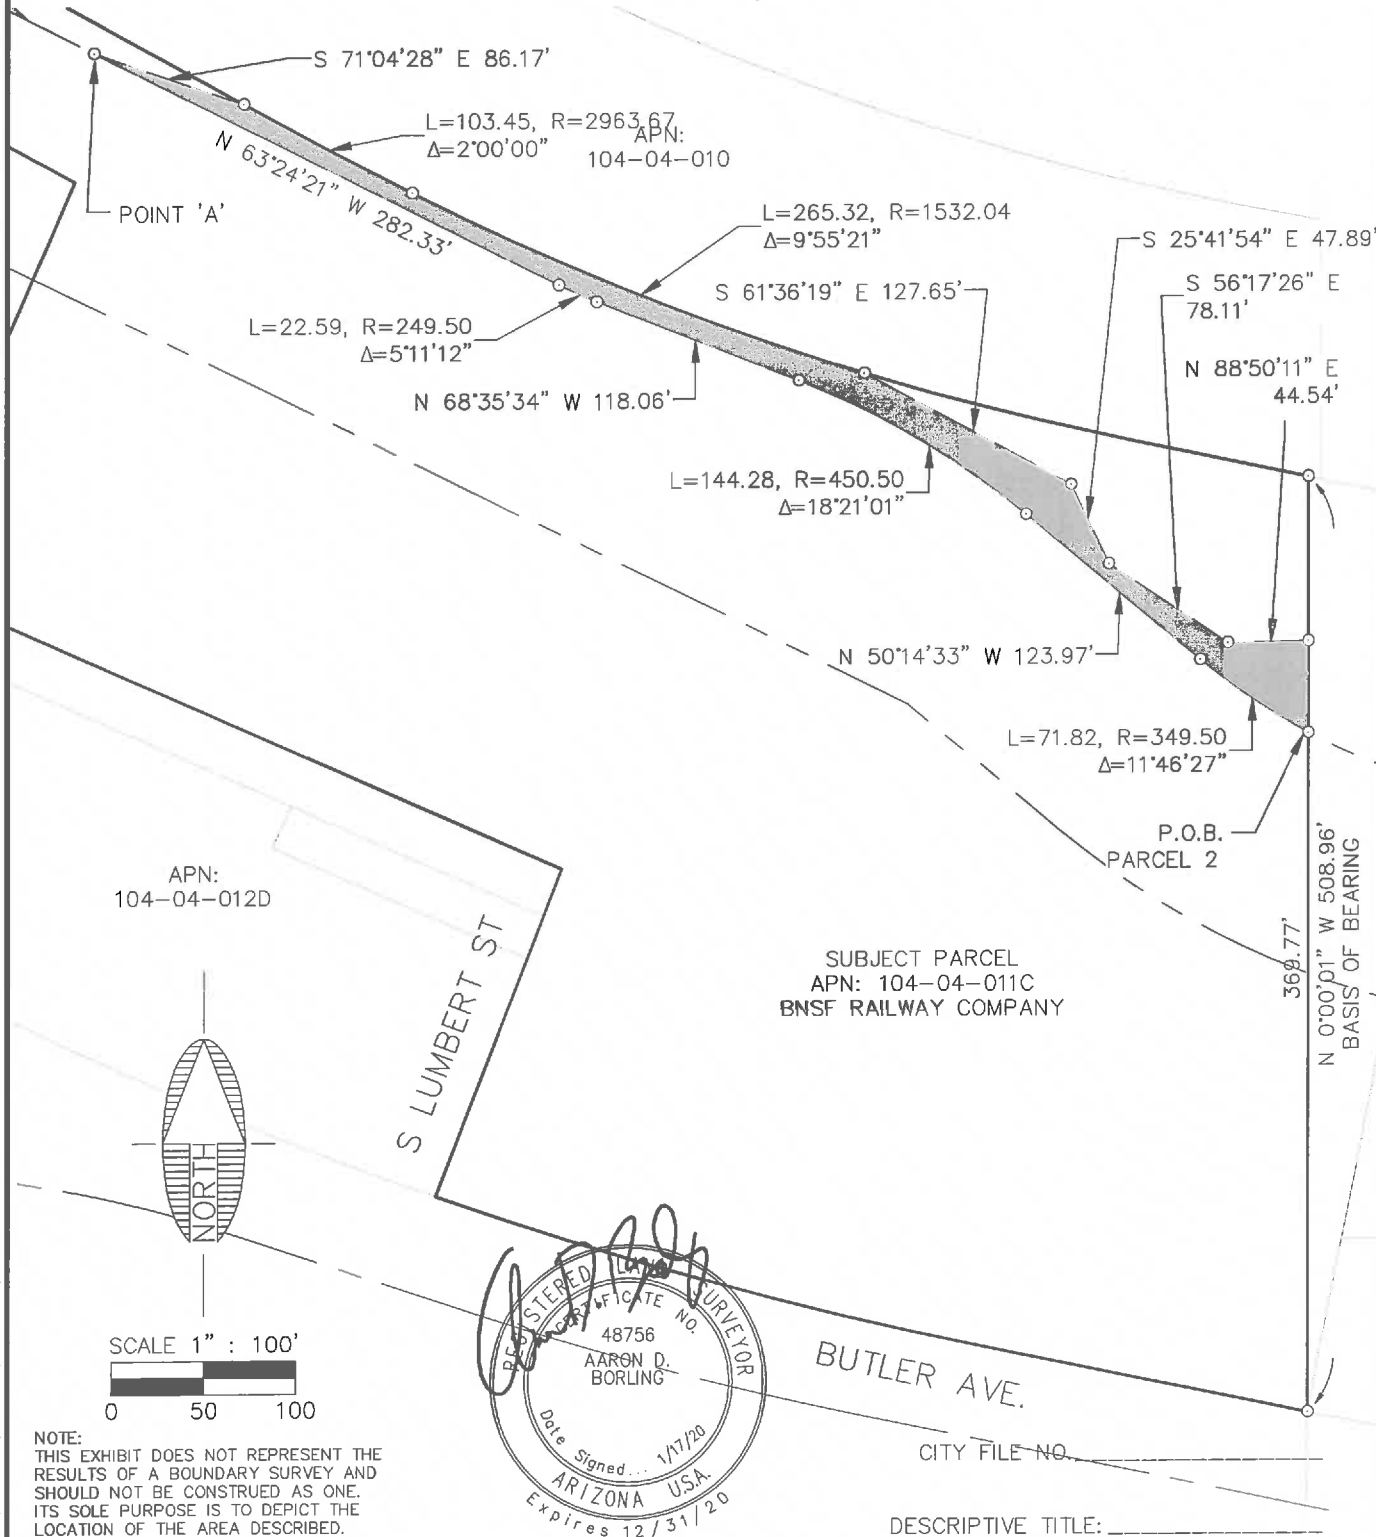 S 71°04'28" E 86.17'
L=103.45, R=2963.67
Δ=2°00'00"
APN:
104-04-010
N 63°24'21" W 282.33'
POINT 'A'
L=265.32, R=1532.04
Δ=9°55'21"
S 25°41'54" E 47.89'
S 61°36'19" E 127.65'
S 56°17'26" E
78.11'
L=22.59, R=249.50
Δ=5°11'12"
N 88°50'11" E
44.54'
N 68°35'34" W 118.06'
L=144.28, R=450.50
Δ=18°21'01"
N 50°14'33" W 123.97'
L=71.82, R=349.50
Δ=11°46'27"
P.O.B.
PARCEL 2
369.77'
N 0°00'01" W 508.96'
BASIS OF BEARING
APN:
104-04-012D
S LUMBERT ST
SUBJECT PARCEL
APN: 104-04-011C
BNSF RAILWAY COMPANY
NORTH
SCALE 1" : 100'
0 50 100
REGISTERED LAND SURVEYOR
CERTIFICATE NO.
48756
AARON D.
BORLING
Date Signed... 1/17/20
ARIZONA U.S.A.
Expires 12/31/20
BUTLER AVE.
NOTE:
THIS EXHIBIT DOES NOT REPRESENT THE
RESULTS OF A BOUNDARY SURVEY AND
SHOULD NOT BE CONSTRUED AS ONE.
ITS SOLE PURPOSE IS TO DEPICT THE
LOCATION OF THE AREA DESCRIBED.
CITY FILE NO.
DESCRIPTIVE TITLE: